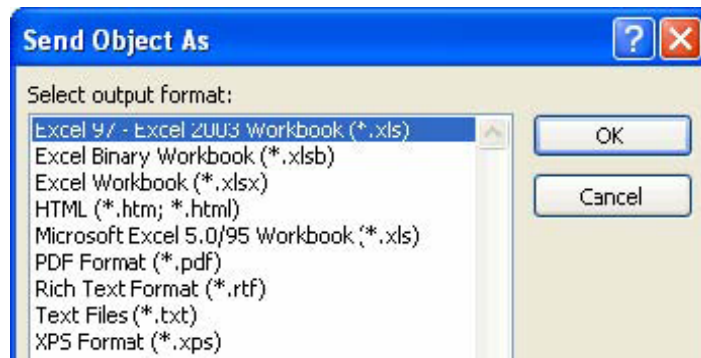 Send Object As
Select output format:
Excel 97 - Excel 2003 Workbook (*.xls)
Excel Binary Workbook (*.xlsb)
Excel Workbook (*.xlsx)
HTML (*.htm; *.html)
Microsoft Excel 5.0/95 Workbook (*.xls)
PDF Format (*.pdf)
Rich Text Format (*.rtf)
Text Files (*.txt)
XPS Format (*.xps)
OK
Cancel